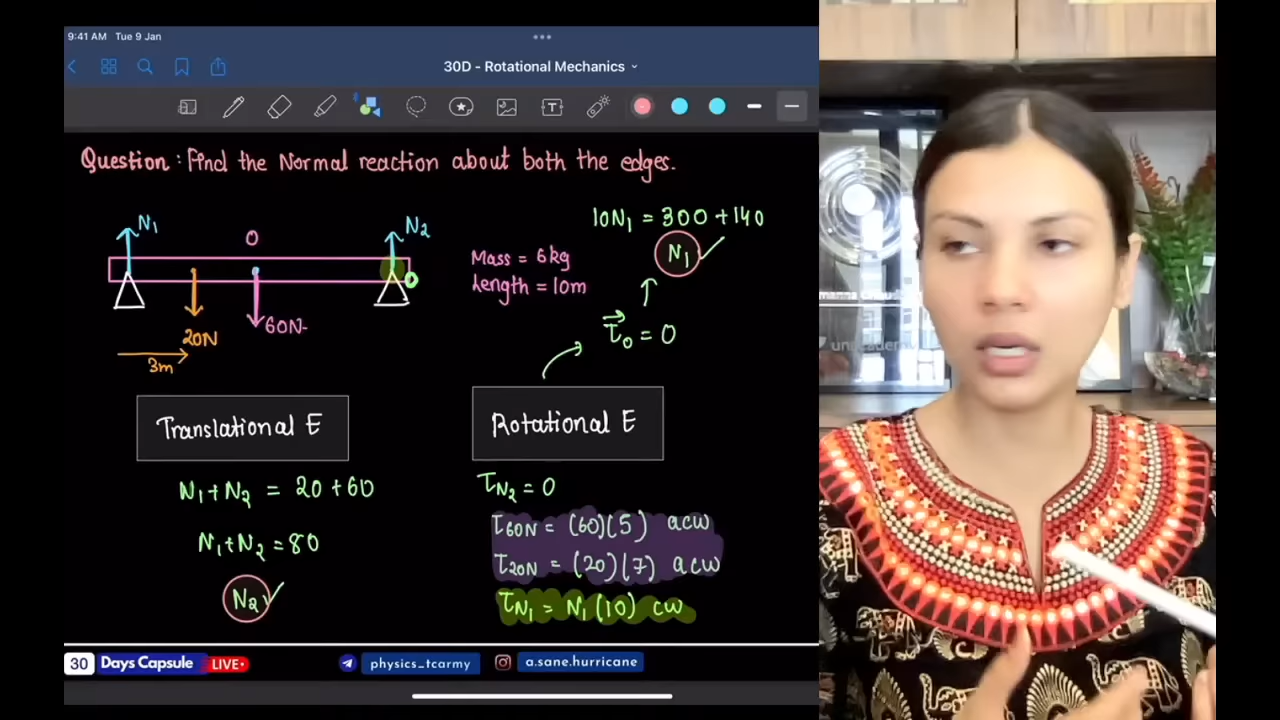 9:41 AM Tue 9 Jan
30D - Rotational Mechanics
Question : Find the Normal reaction about both the edges.
N1
O
N2
O
20N
60N-
3m
Mass = 6kg
Length = 10m
10N1 = 300 + 140
N1
τo = 0
Translational E
N1+N2 = 20+60
N1+N2 = 80
N2
Rotational E
τN2 = 0
τ60N = (60)(5) acw
τ20N = (20)(7) acw
τN1 = N1(10) cw
30 Days Capsule LIVE
physics_tcarmy
a.sane.hurricane